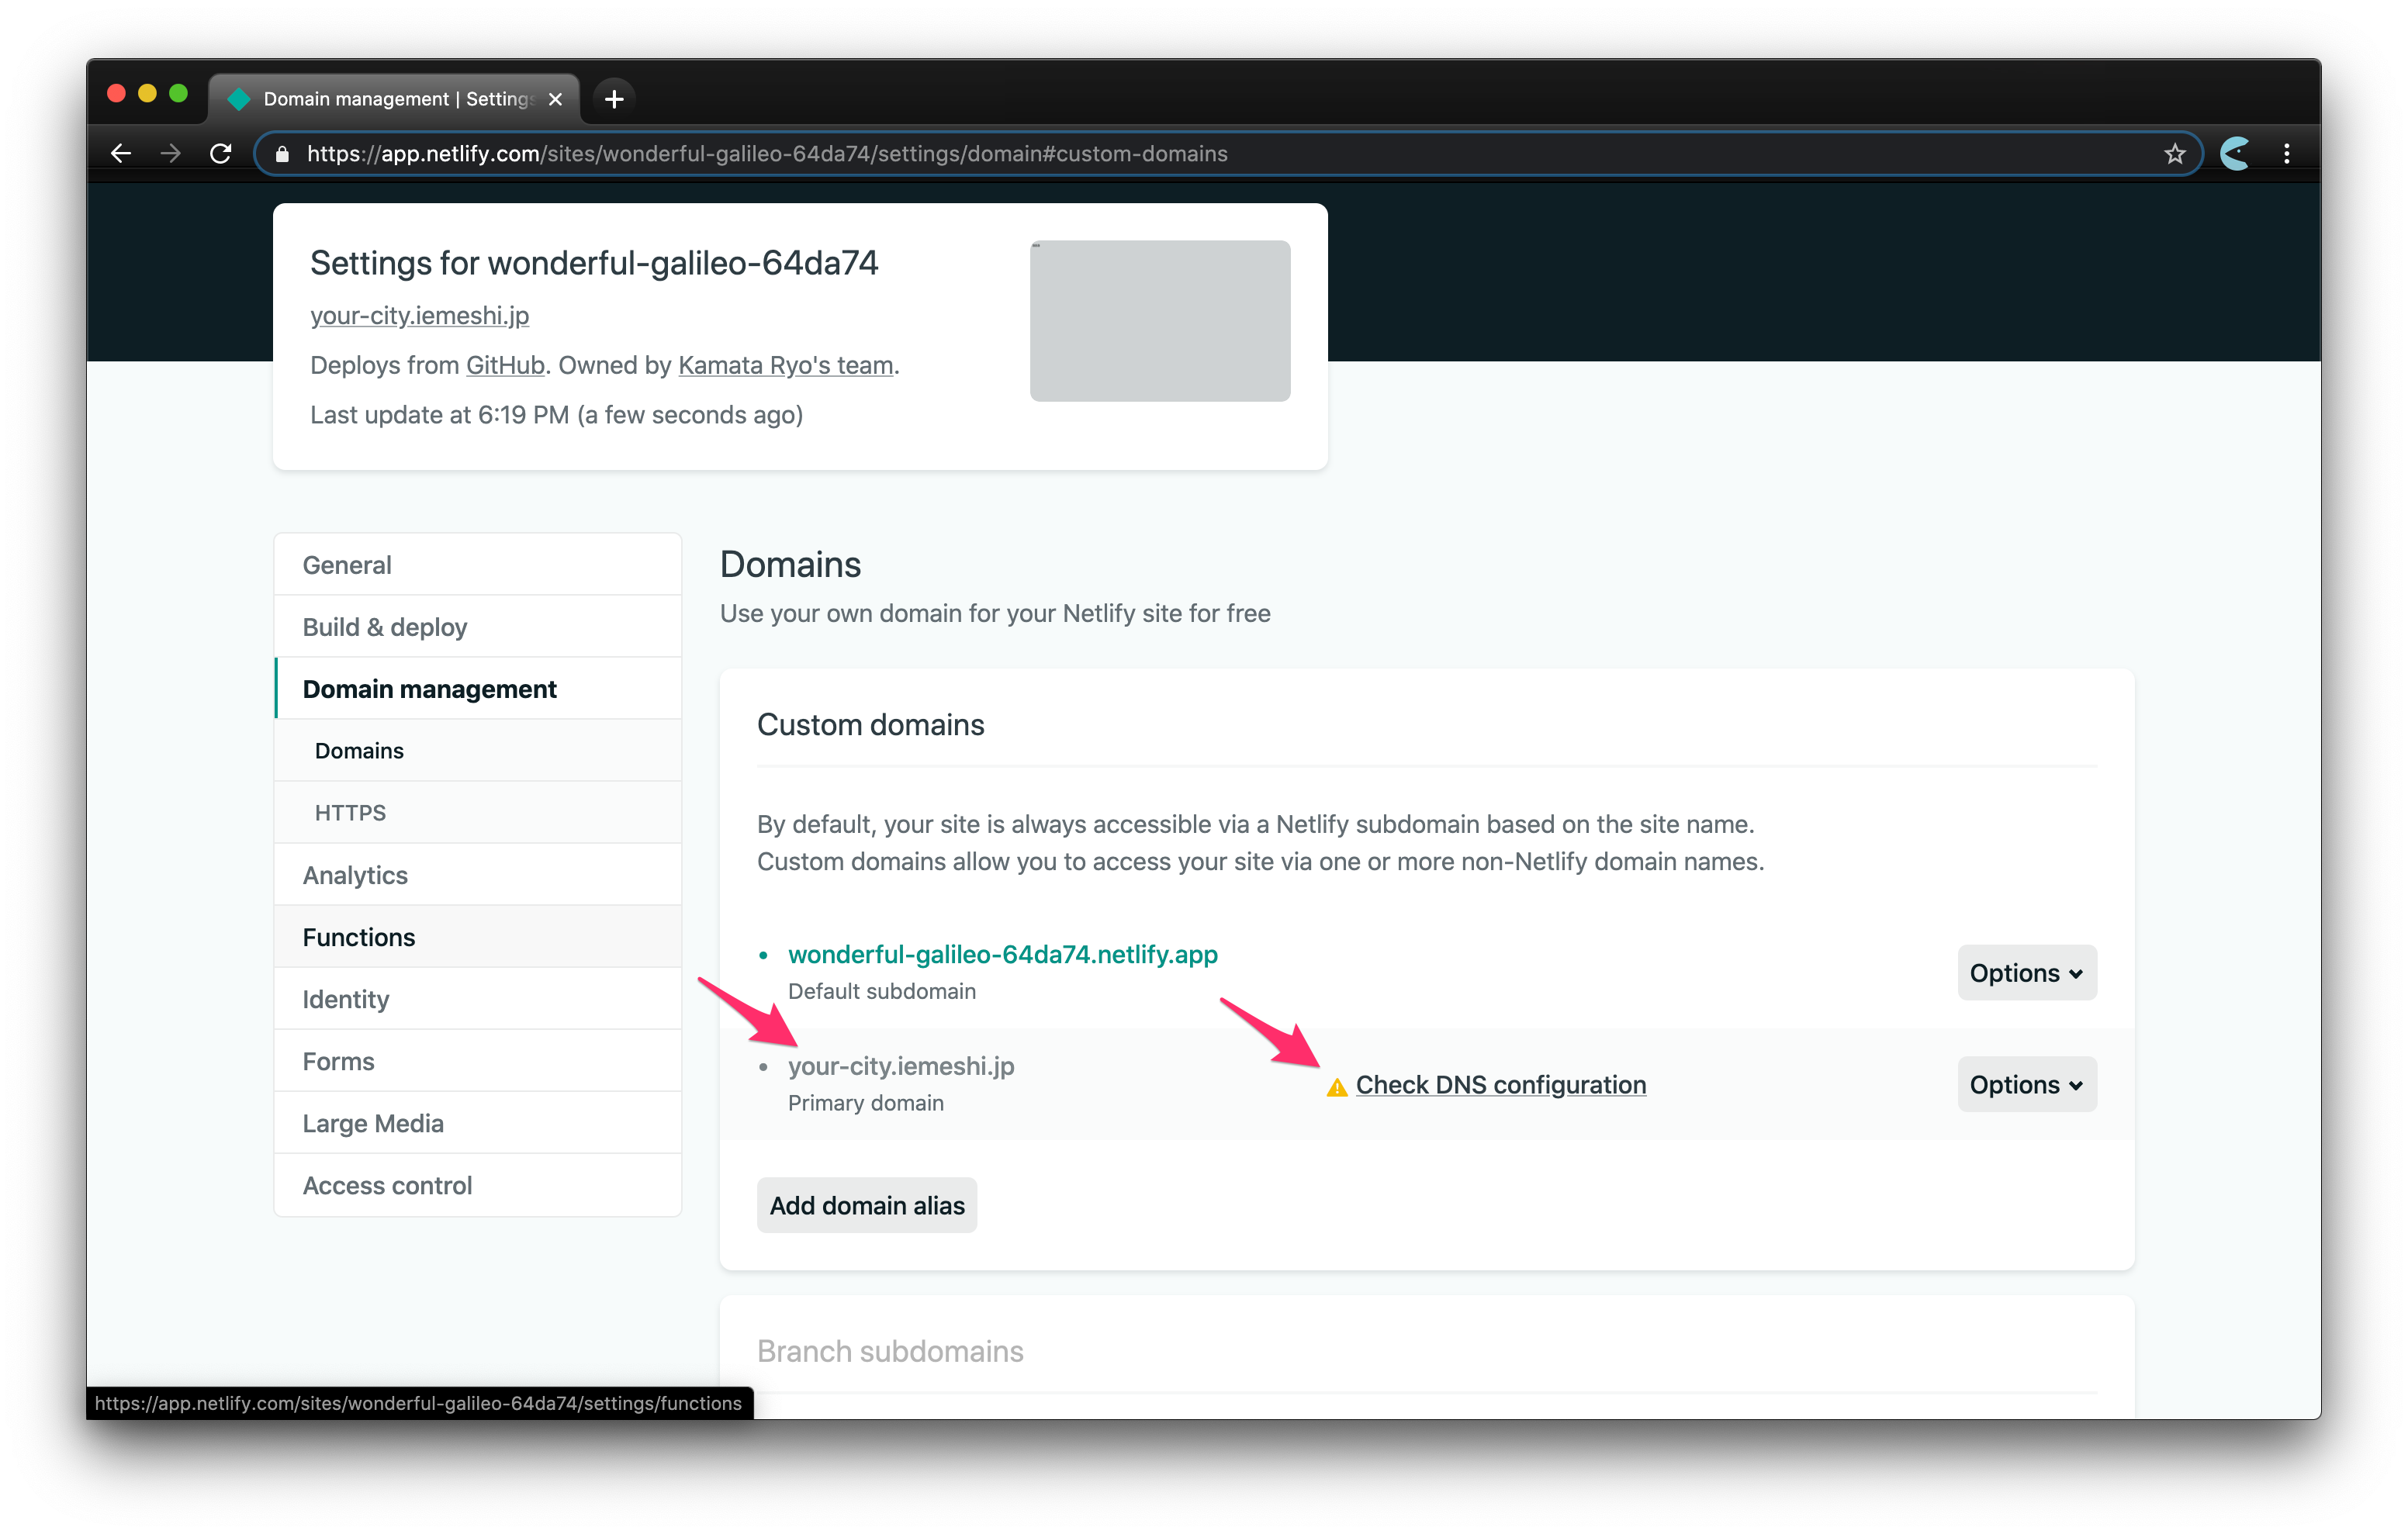 Domain management | Settings
https://app.netlify.com/sites/wonderful-galileo-64da74/settings/domain#custom-domains
Settings for wonderful-galileo-64da74
your-city.iemeshi.jp
Deploys from GitHub. Owned by Kamata Ryo's team.
Last update at 6:19 PM (a few seconds ago)
General
Build & deploy
Domain management
Domains
HTTPS
Analytics
Functions
Identity
Forms
Large Media
Access control
Domains
Use your own domain for your Netlify site for free
Custom domains
By default, your site is always accessible via a Netlify subdomain based on the site name.
Custom domains allow you to access your site via one or more non-Netlify domain names.
• wonderful-galileo-64da74.netlify.app
Default subdomain
Options
• your-city.iemeshi.jp
Primary domain
Check DNS configuration
Options
Add domain alias
Branch subdomains
https://app.netlify.com/sites/wonderful-galileo-64da74/settings/functions